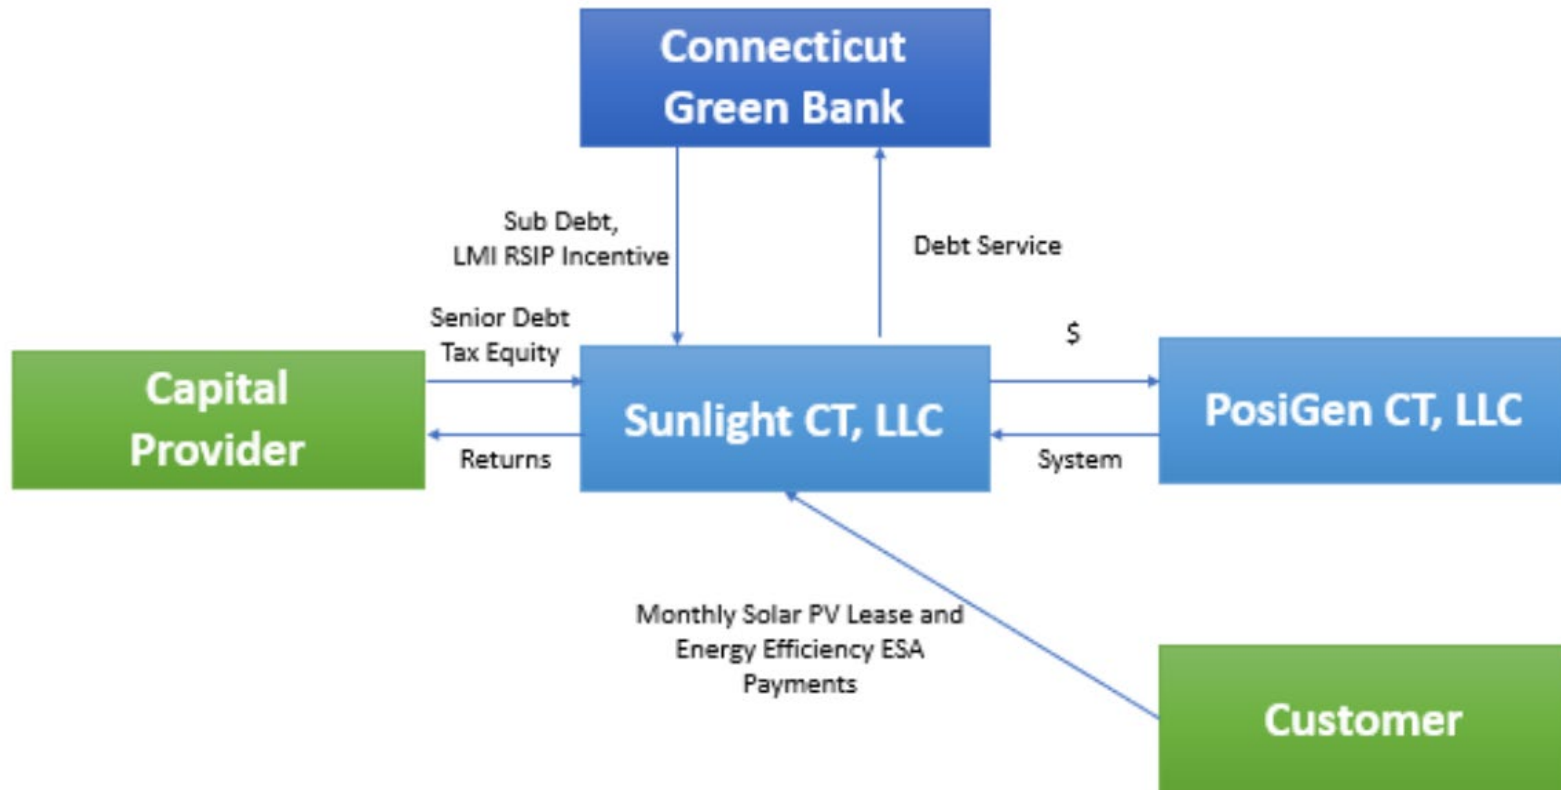 Connecticut
Green Bank
Sub Debt,
LMI RSIP Incentive
Debt Service
Senior Debt
Tax Equity
$
Capital
Provider
Sunlight CT, LLC
PosiGen CT, LLC
Returns
System
Monthly Solar PV Lease and
Energy Efficiency ESA
Payments
Customer